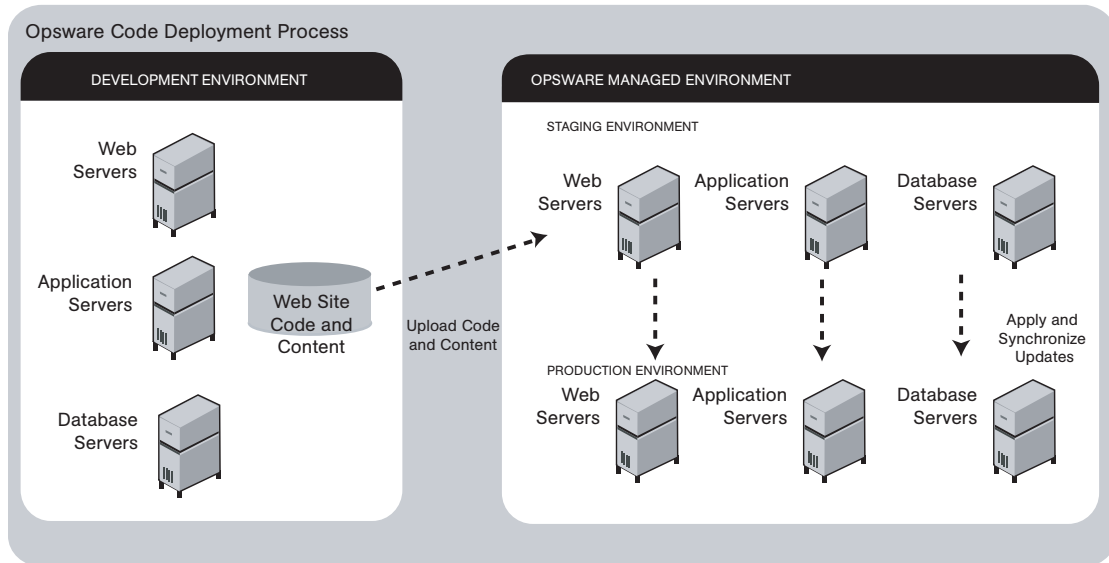 Opsware Code Deployment Process
DEVELOPMENT ENVIRONMENT
Web
Servers
Application
Servers
Web Site
Code and
Content
Database
Servers
Upload Code
and Content
OPSWARE MANAGED ENVIRONMENT
STAGING ENVIRONMENT
Web
Servers
Application
Servers
Database
Servers
Apply and
Synchronize
Updates
PRODUCTION ENVIRONMENT
Web
Servers
Application
Servers
Database
Servers